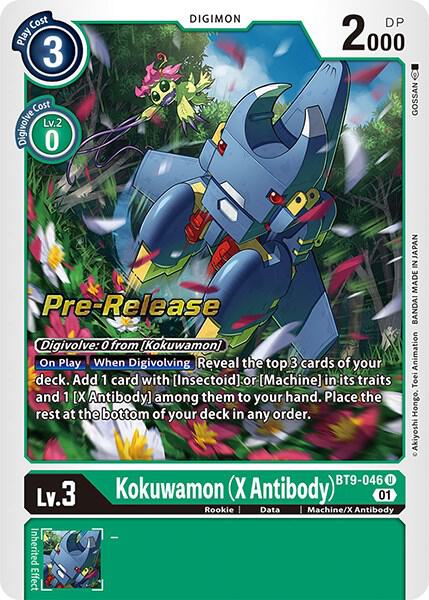 DIGIMON
Play Cost
3
DP
2000
Digivolve Cost
Lv.2
0
GOSSAN
Pre-Release
Digivolve: 0 from [Kokuwamon]
On Play When Digivolving Reveal the top 3 cards of your
deck. Add 1 card with [Insectoid] or [Machine] in its traits
and 1 [X Antibody] among them to your hand. Place the
rest at the bottom of your deck in any order.
© Akiyoshi Hongo, Toei Animation BANDAI MADE IN JAPAN
Lv.3
Kokuwamon (X Antibody)
BT9-046 U
01
Rookie | Data | Machine/X Antibody
Inherited Effect
–